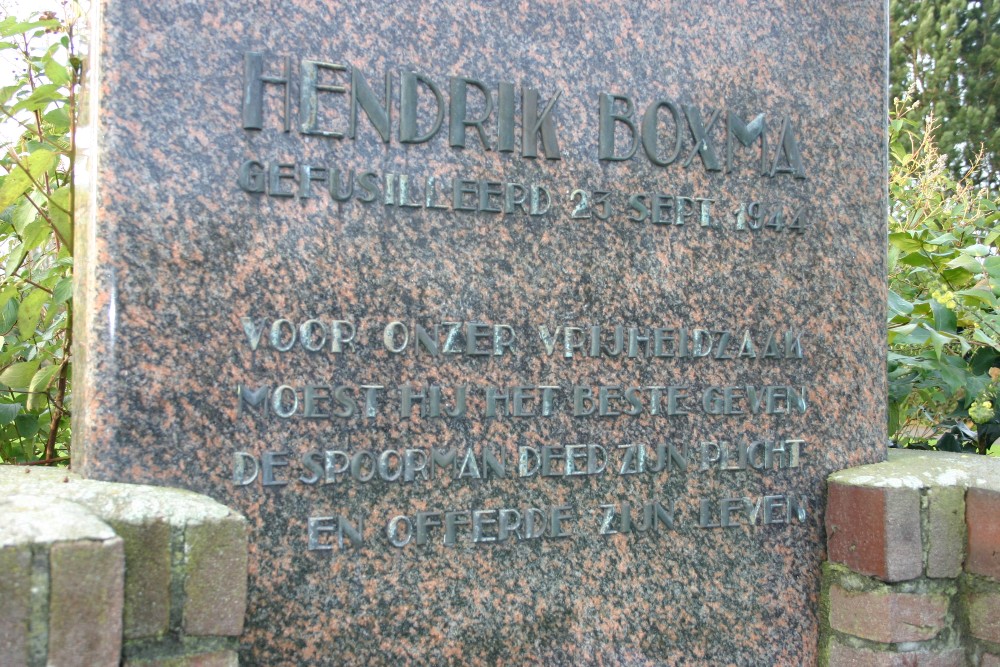 HENDRIK BOXMA
GEFUSILLEERD 23 SEPT. 1944
VOOR ONZER VRIJHEIDZAAK
MOEST HIJ HET BESTE GEVEN
DE SPOORMAN DEED ZIJN PLICHT
EN OFFERDE ZIJN LEVEN